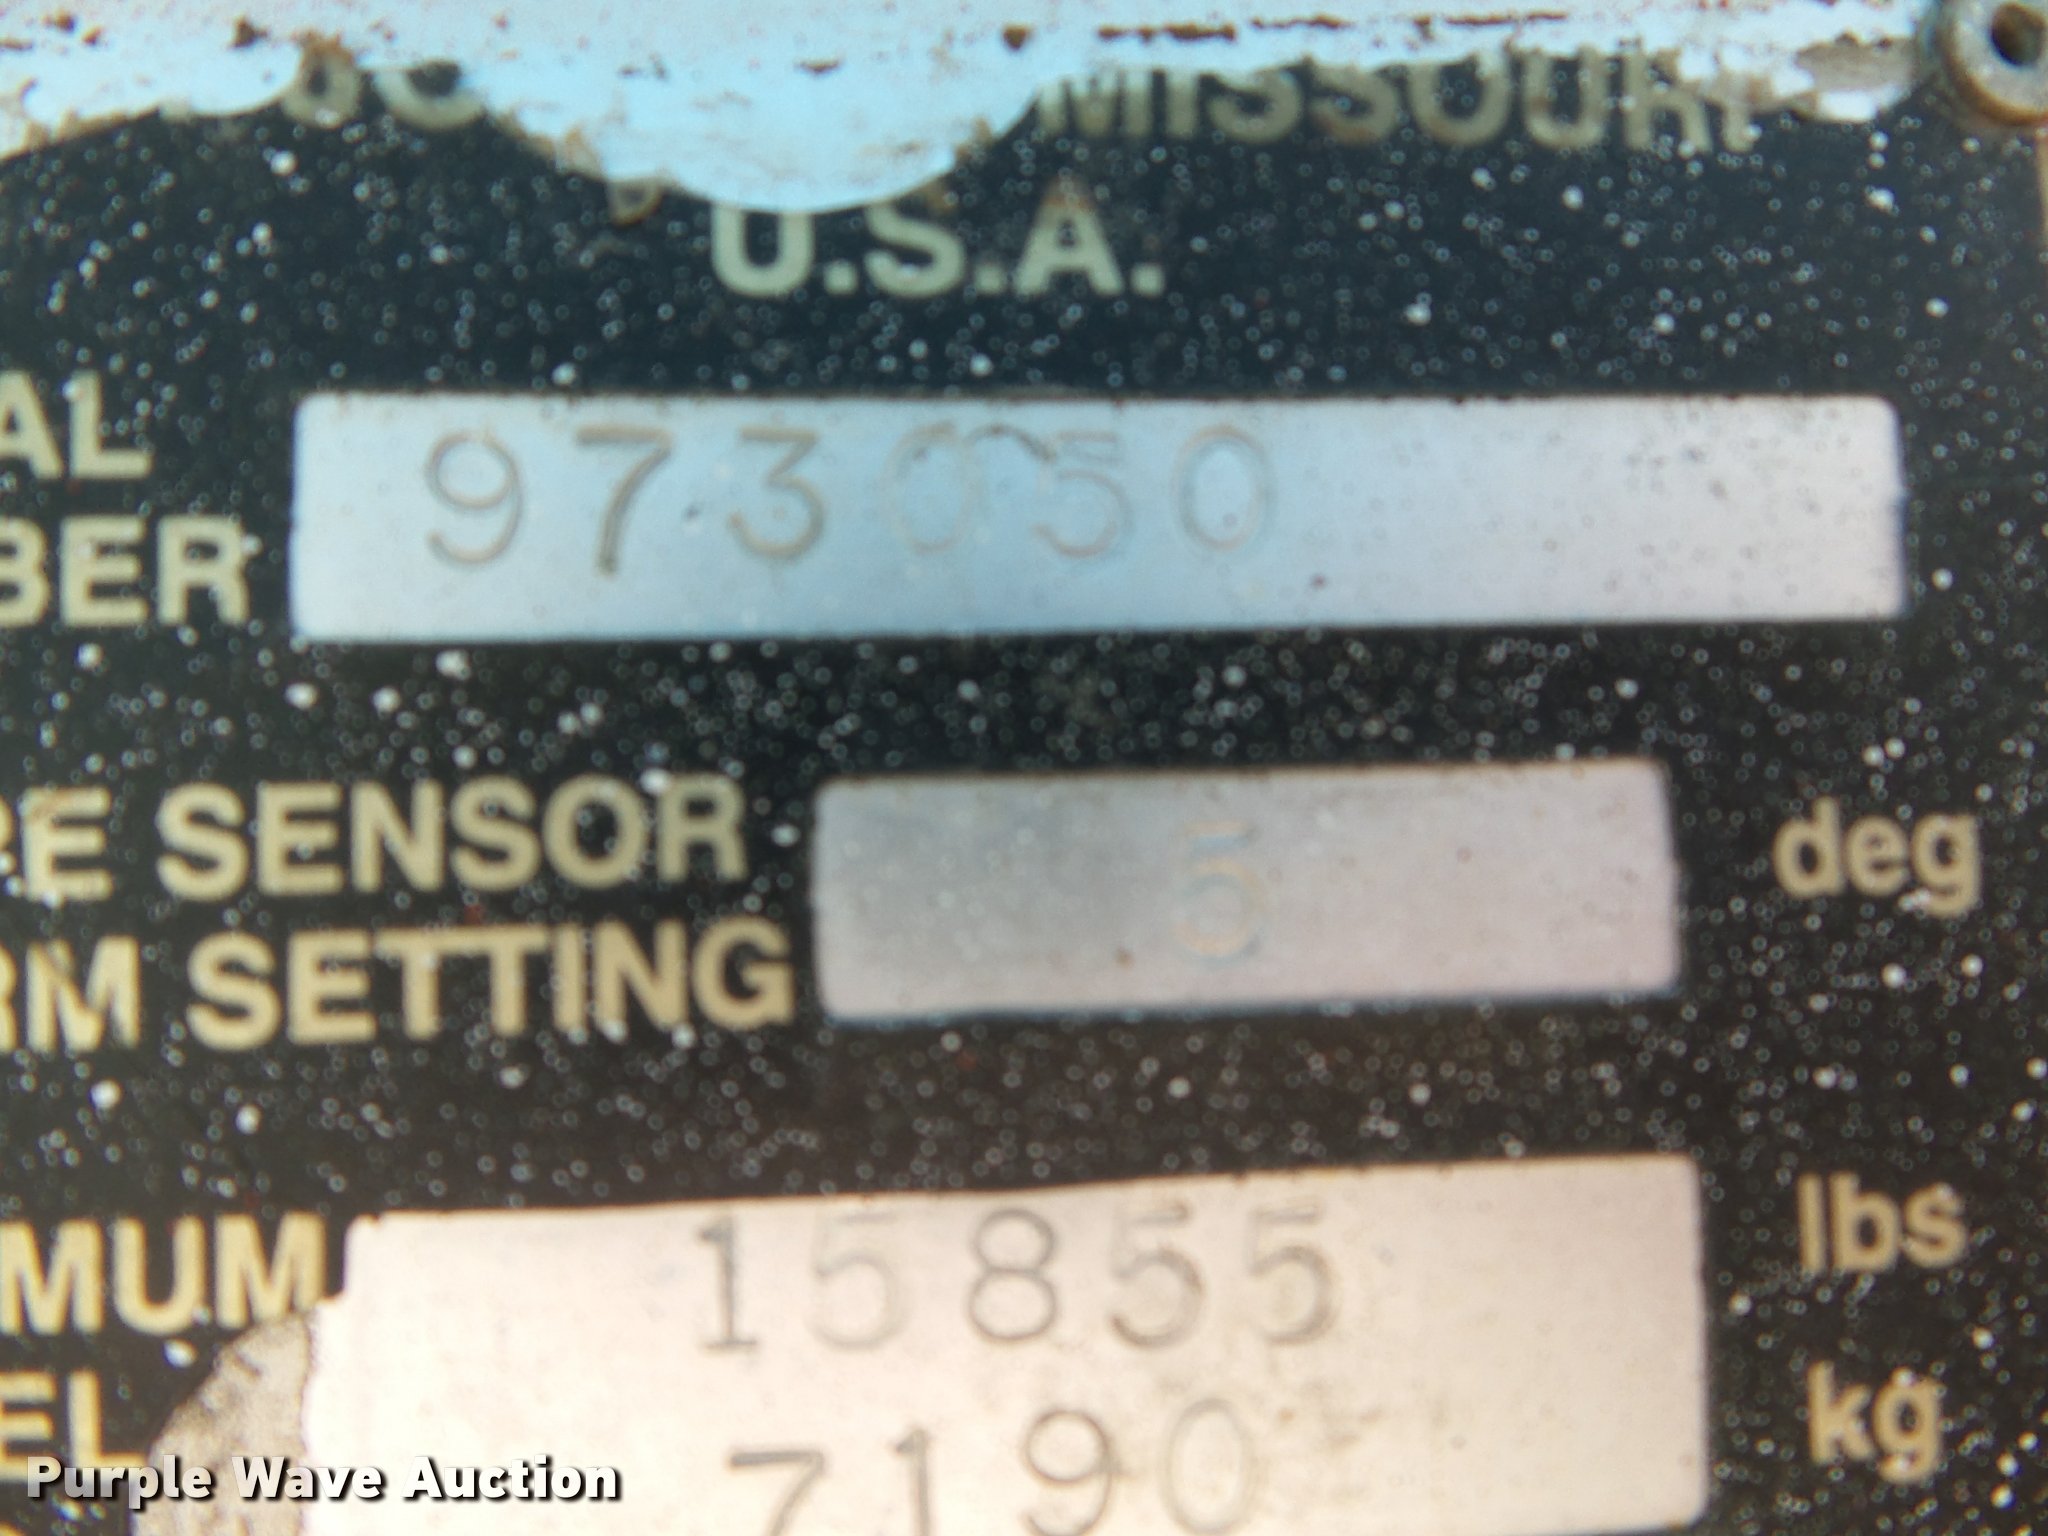 MISSOURI
U.S.A.
AL
BER
973050
RE SENSOR
RM SETTING
5
deg
MUM
15855
lbs
EL
7190
kg
Purple Wave Auction